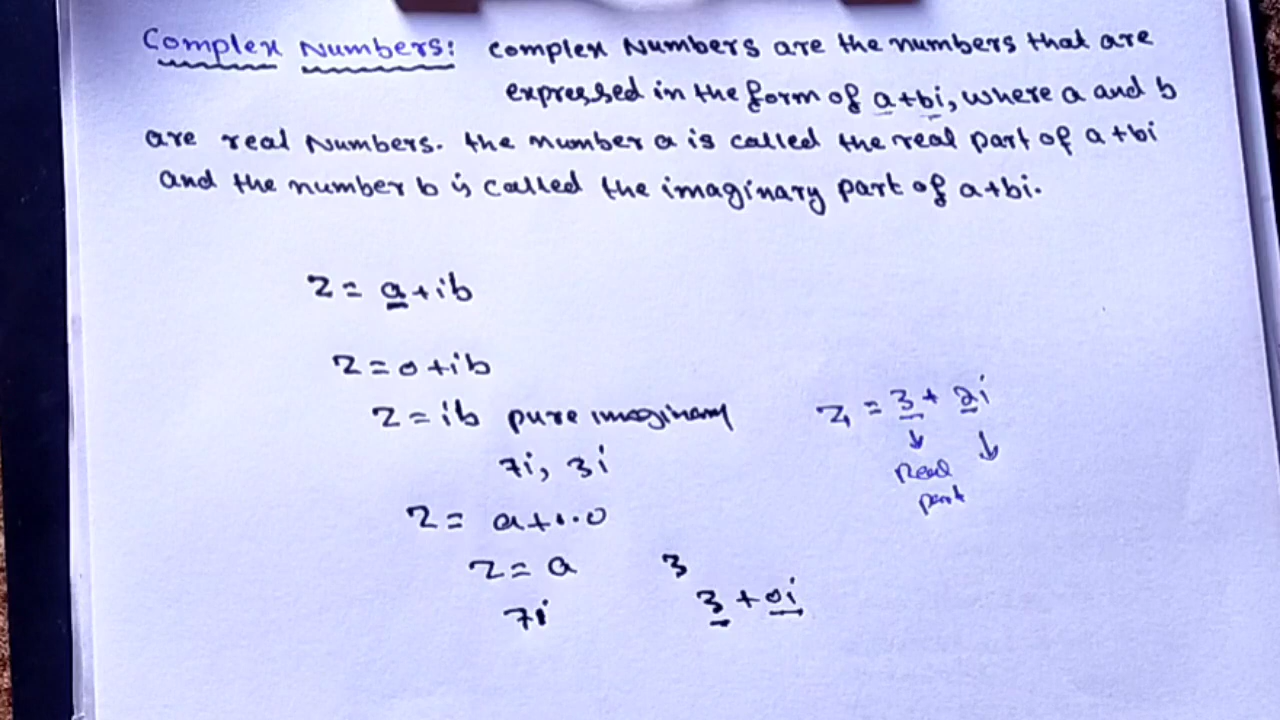 Complex Numbers: Complex Numbers are the numbers that are
expressed in the form of a+bi, where a and b
are real Numbers. the number a is called the real part of a+bi
and the number b is called the imaginary part of a+bi.
z = a+ib
z = 0+ib
z = ib pure imaginary
z₁ = 3 + 2i
↓ ↓
Real
part
7i, 3i
z = a+i.0
z = a 3
7i 3 + 0i